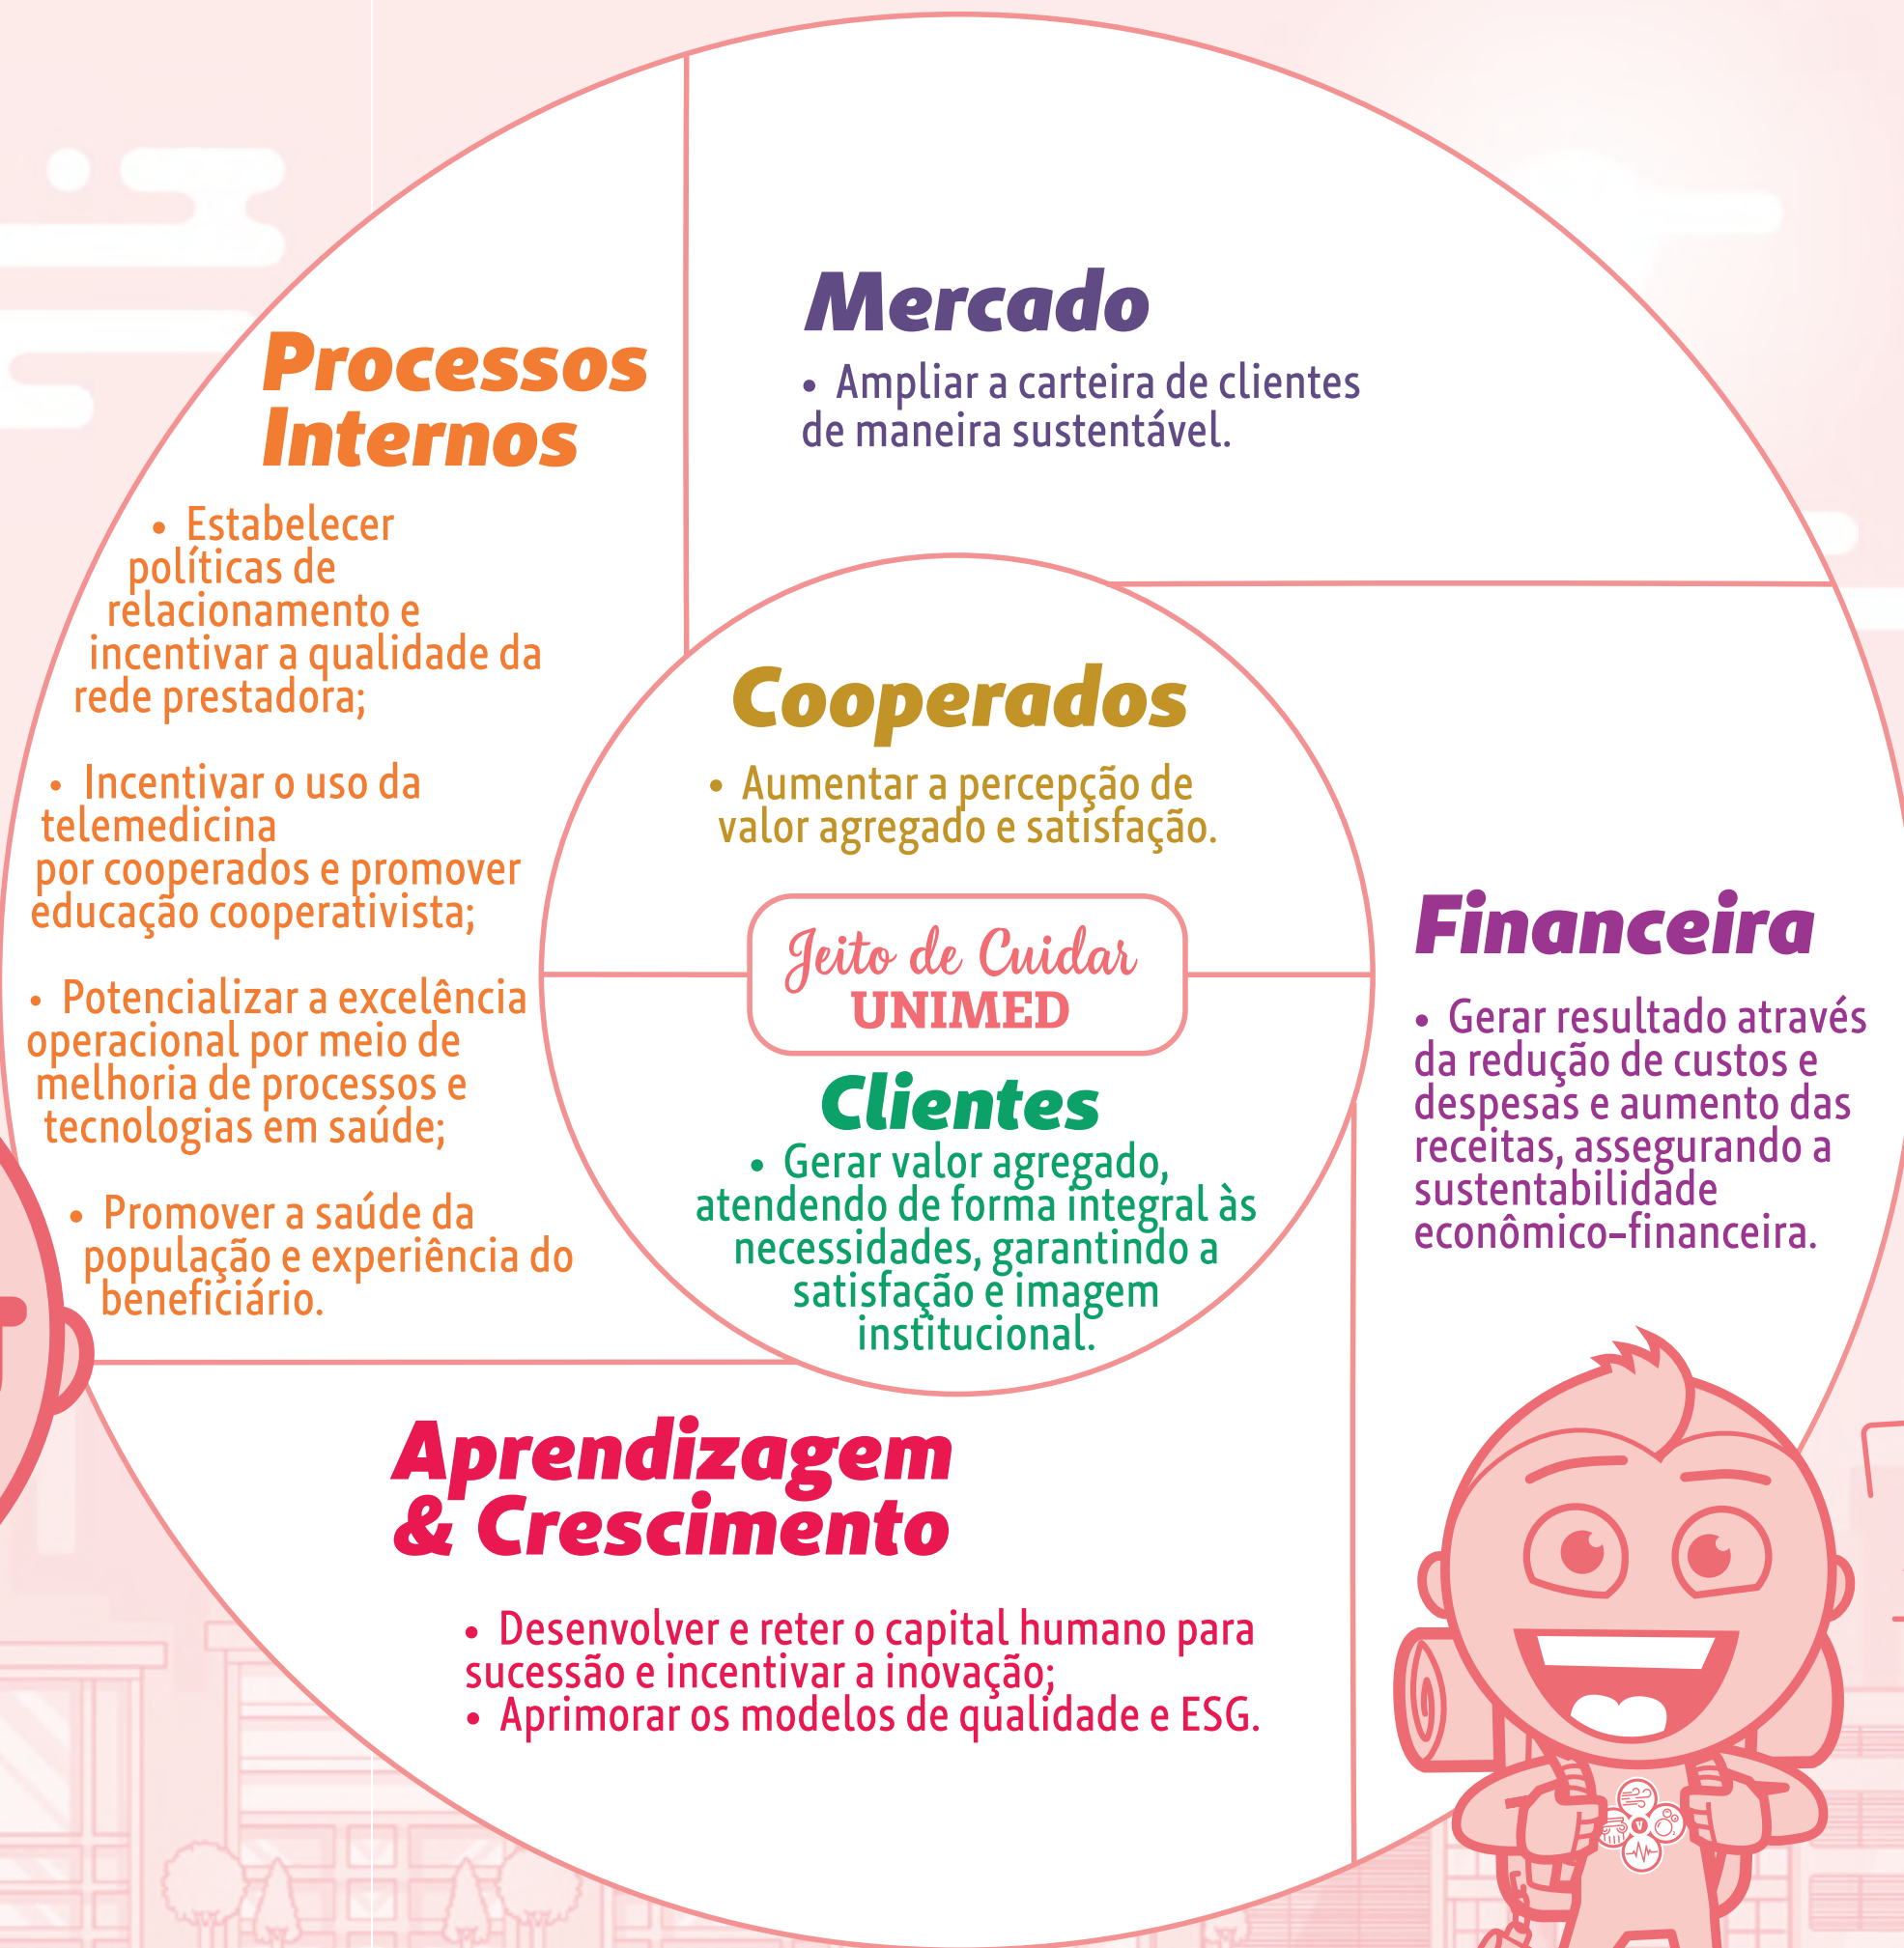 Mercado
• Ampliar a carteira de clientes
de maneira sustentável.
Processos
Internos
• Estabelecer
políticas de
relacionamento e
incentivar a qualidade da
rede prestadora;
• Incentivar o uso da
telemedicina
por cooperados e promover
educação cooperativista;
• Potencializar a excelência
operacional por meio de
melhoria de processos e
tecnologias em saúde;
• Promover a saúde da
população e experiência do
beneficiário.
Cooperados
• Aumentar a percepção de
valor agregado e satisfação.
Jeito de Cuidar
UNIMED
Clientes
• Gerar valor agregado,
atendendo de forma integral às
necessidades, garantindo a
satisfação e imagem
institucional.
Financeira
• Gerar resultado através
da redução de custos e
despesas e aumento das
receitas, assegurando a
sustentabilidade
econômico-financeira.
Aprendizagem
& Crescimento
• Desenvolver e reter o capital humano para
sucessão e incentivar a inovação;
• Aprimorar os modelos de qualidade e ESG.
V